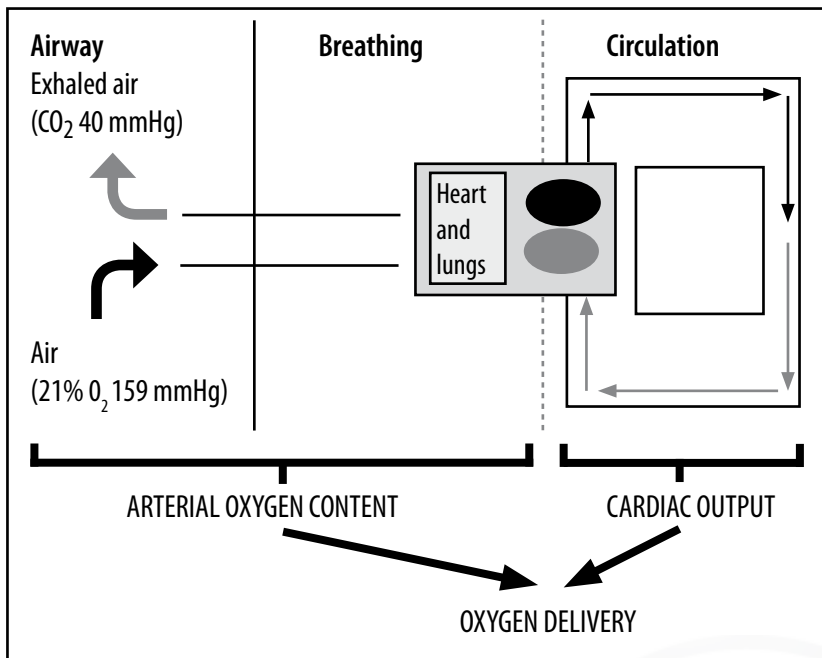 Airway
Exhaled air
(CO₂ 40 mmHg)
Breathing
Circulation
Heart
and
lungs
Air
(21% 0₂ 159 mmHg)
ARTERIAL OXYGEN CONTENT
CARDIAC OUTPUT
OXYGEN DELIVERY